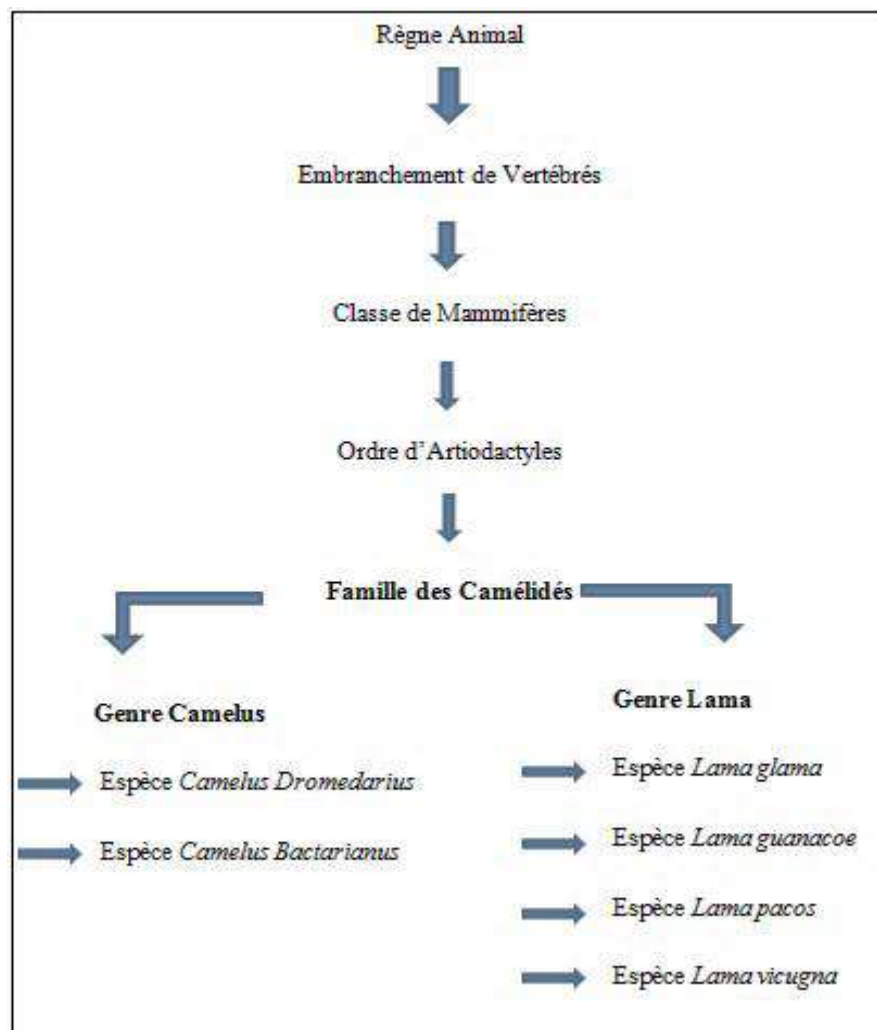 Règne Animal
Embranchement de Vertébrés
Classe de Mammifères
Ordre d’Artiodactyles
Famille des Camélidés
Genre Camelus
Espèce Camelus Dromedarius
Espèce Camelus Bactarianus
Genre Lama
Espèce Lama glama
Espèce Lama guanacoe
Espèce Lama pacos
Espèce Lama vicugna